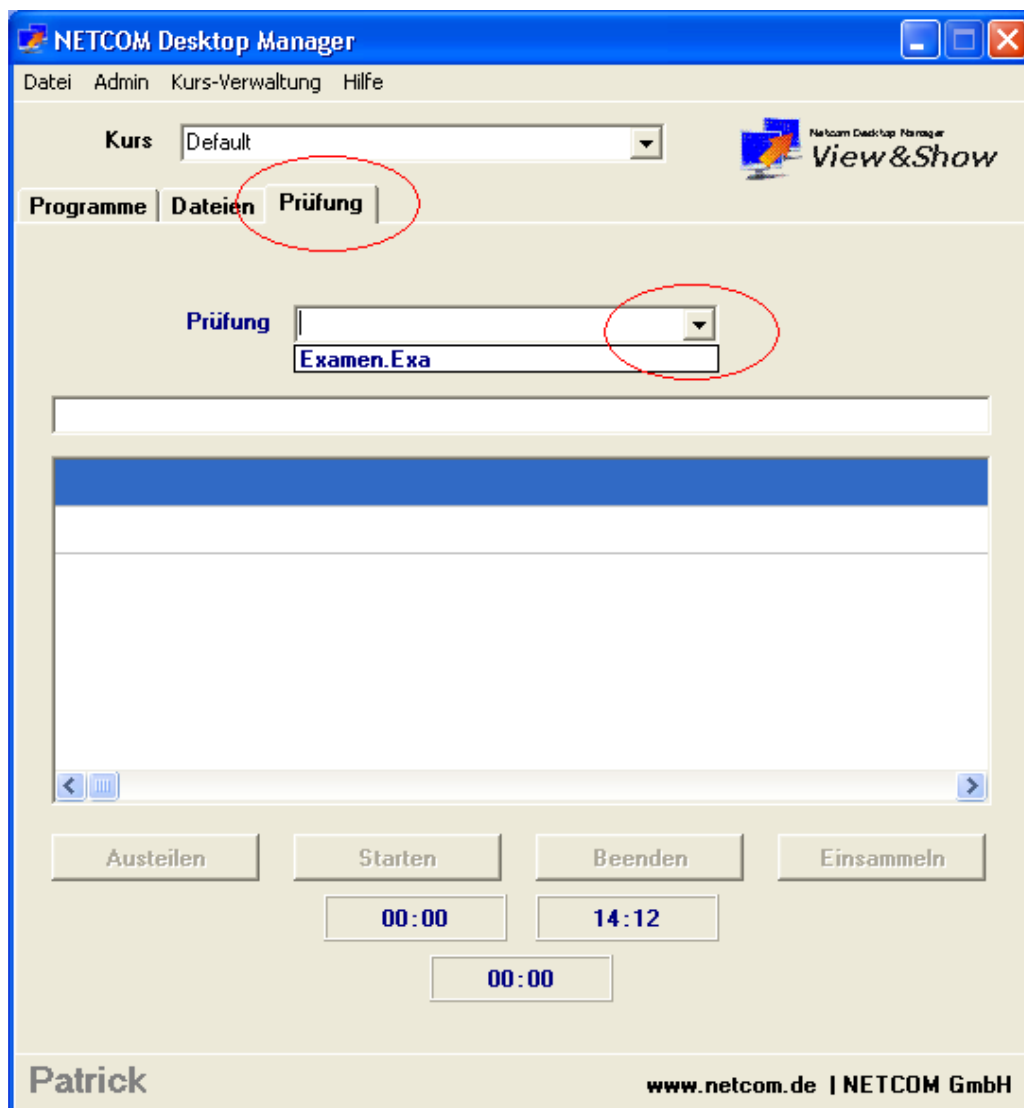 NETCOM Desktop Manager
Datei Admin Kurs-Verwaltung Hilfe
Kurs Default
Netcom Desktop Manager
View&Show
Programme Dateien Prüfung
Prüfung
Examen.Exa
Austeilen Starten Beenden Einsammeln
00:00 14:12
00:00
Patrick
www.netcom.de | NETCOM GmbH